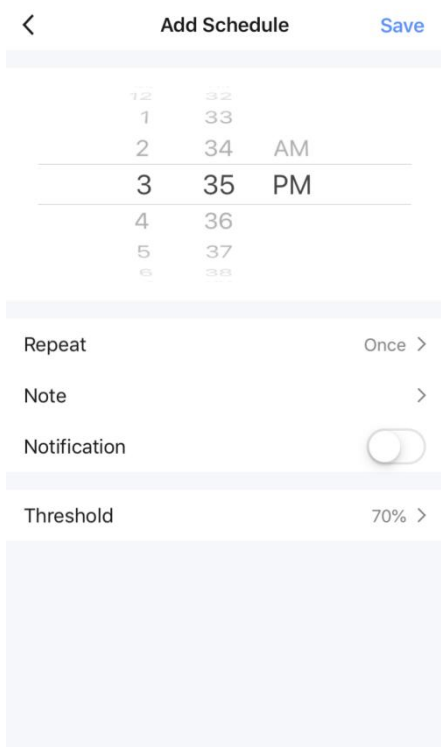 Add Schedule Save
12 32
1 33
2 34 AM
3 35 PM
4 36
5 37
6 38
Repeat Once
Note
Notification
Threshold 70%